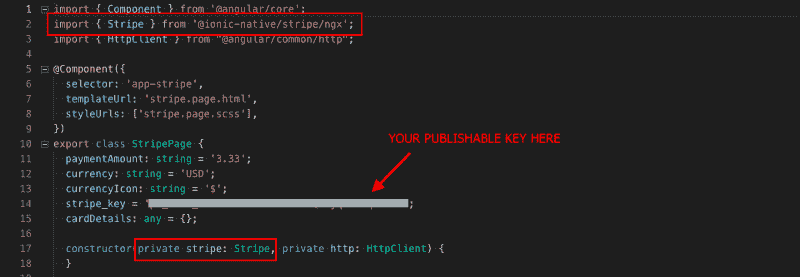 1 import { Component } from '@angular/core';
2 import { Stripe } from '@ionic-native/stripe/ngx';
3 import { HttpClient } from "@angular/common/http";
4
5 @Component({
6 selector: 'app-stripe',
7 templateUrl: 'stripe.page.html',
8 styleUrls: ['stripe.page.scss'],
9 })
10 export class StripePage {
YOUR PUBLISHABLE KEY HERE
11 paymentAmount: string = '3.33';
12 currency: string = 'USD';
13 currencyIcon: string = '$';
14 stripe_key = ';
15 cardDetails: any = {};
16
17 constructor(private stripe: Stripe, private http: HttpClient) {
18 }